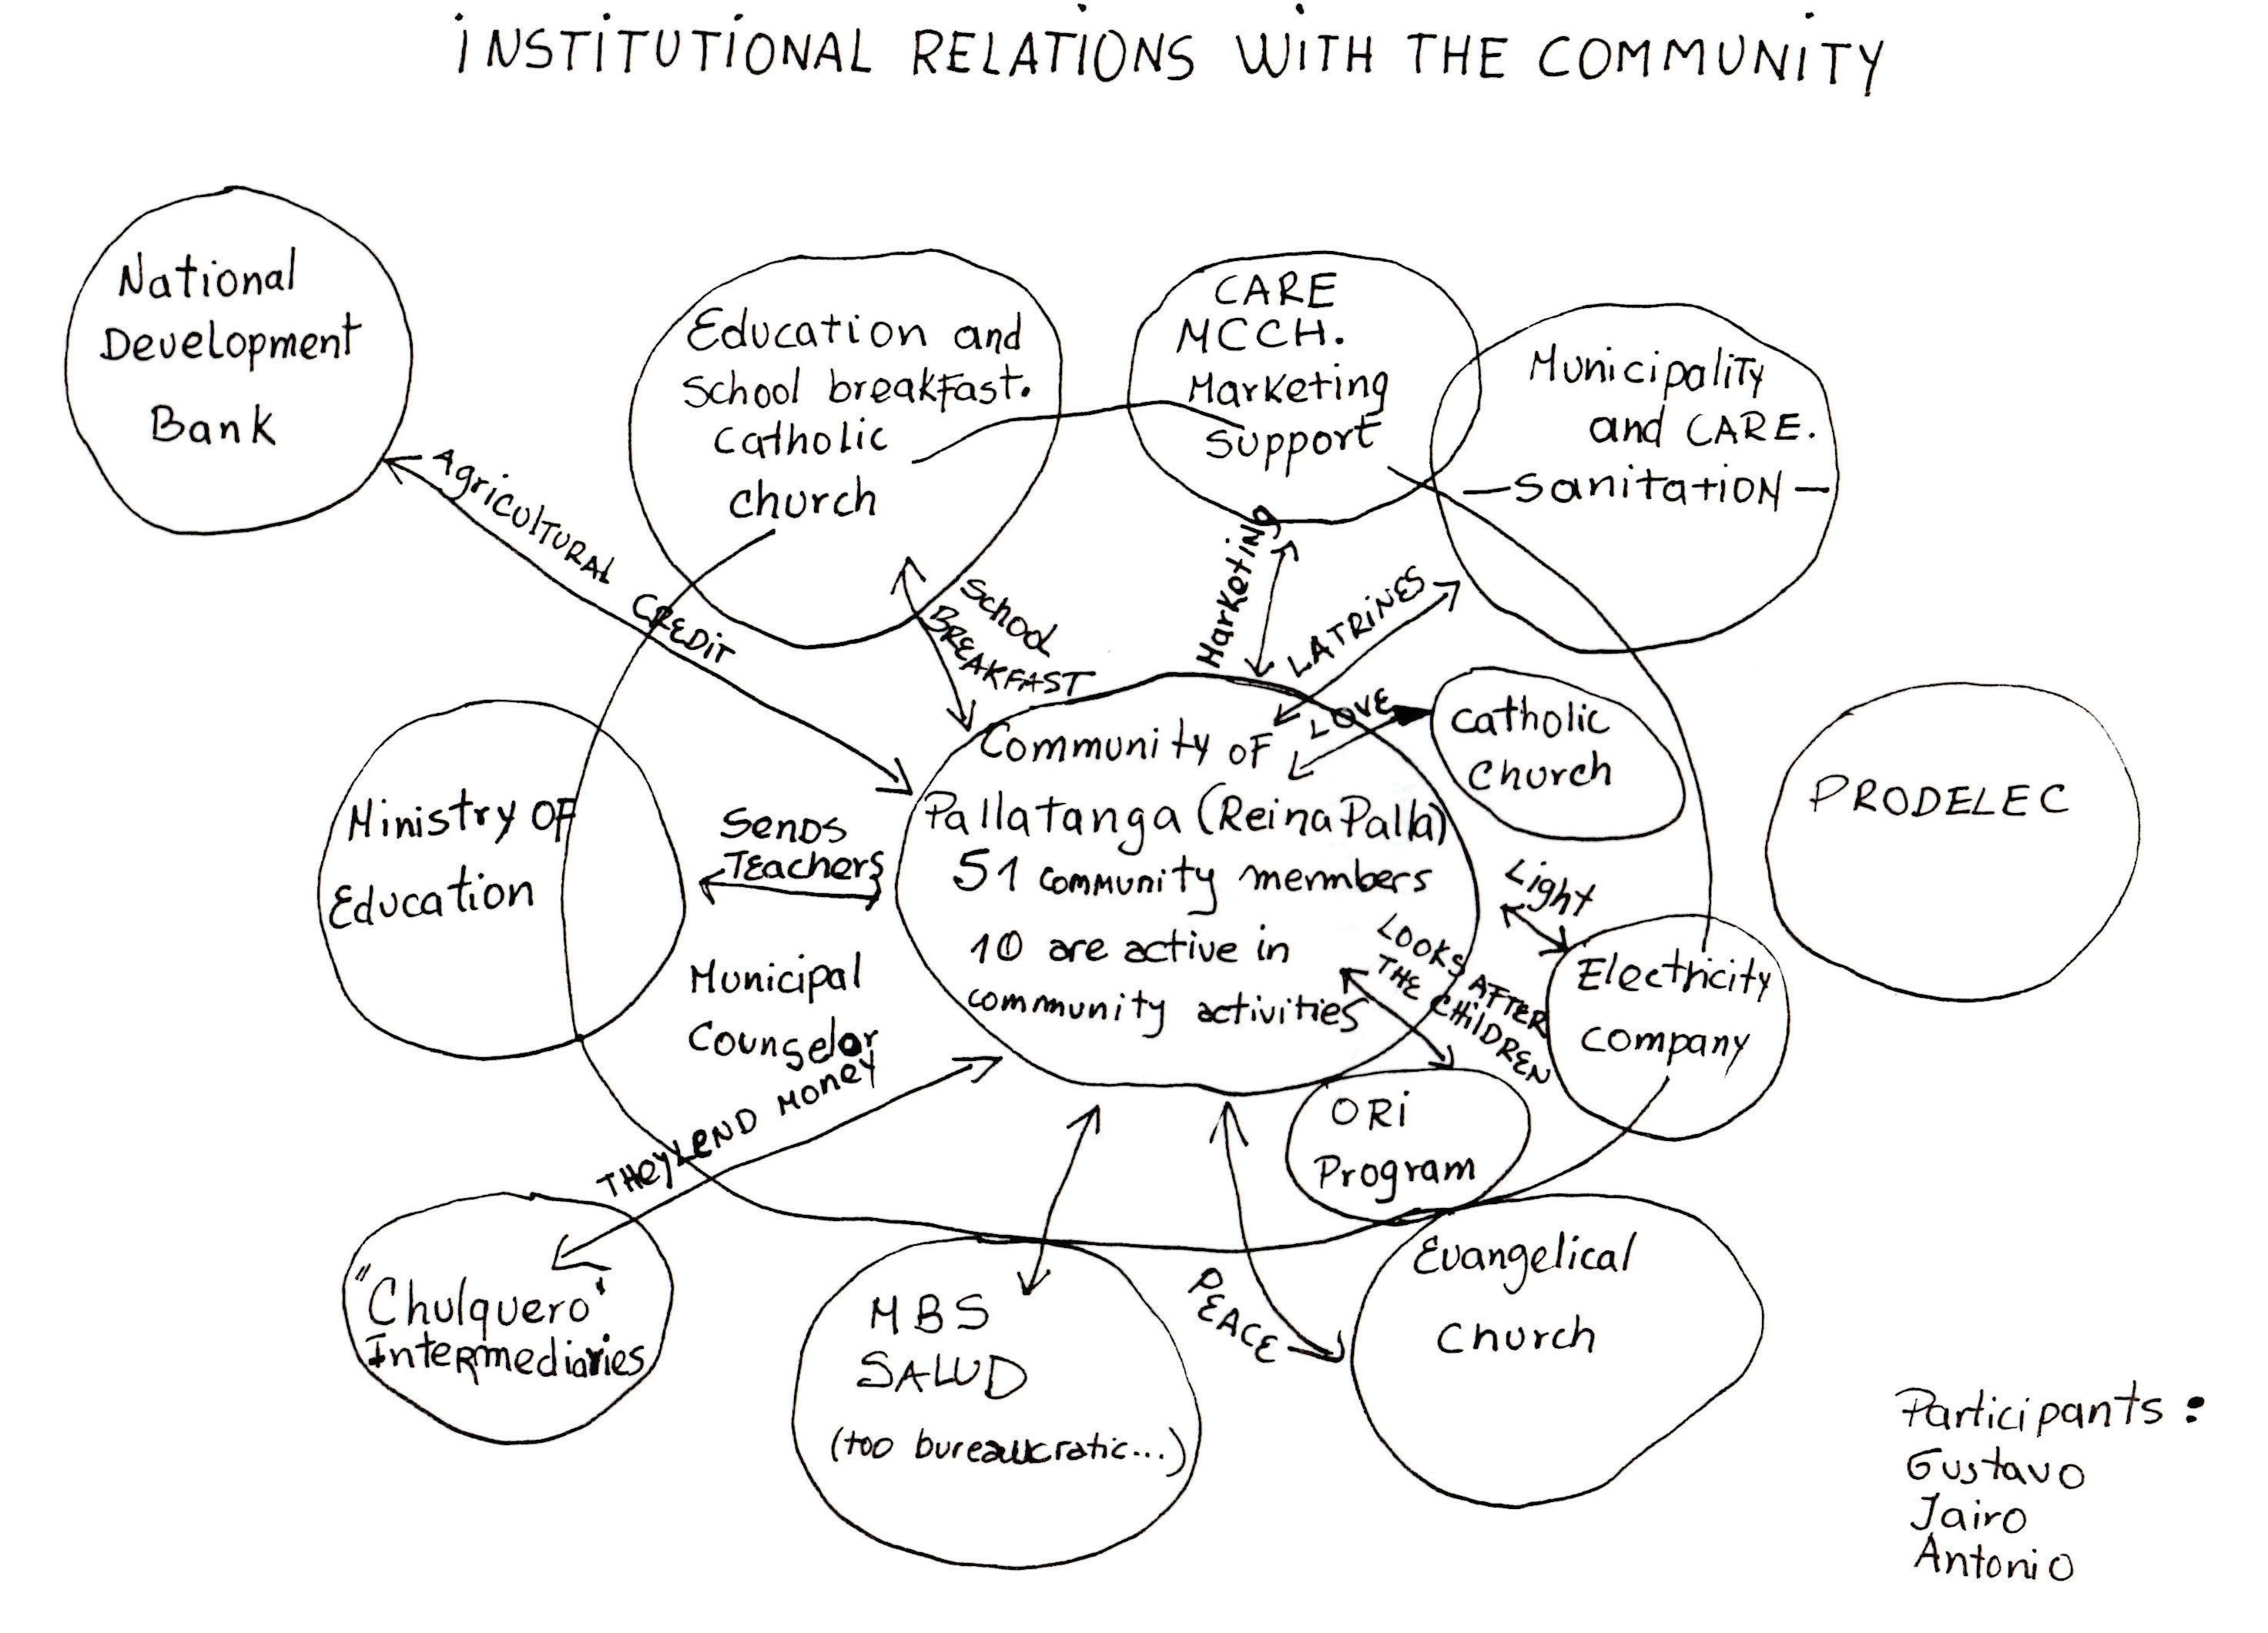 INSTITUTIONAL RELATIONS WITH THE COMMUNITY
National
Development
Bank
Education and
School breakfast.
Catholic
church
CARE
MCCH.
Marketing
Support
Municipality
and CARE.
-Sanitation-
Agricultural
CREDIT
School
BREAKFAST
Marketing
LATRINES
LOVE
Catholic
Church
PRODELEC
Ministry OF
Education
Sends
Teachers
Community OF
Pallatanga (Reina Palla)
51 community members
10 are active in
community activities
Light
Electricity
company
LOOKS AFTER
THE CHILDREN
ORI
Program
Municipal
Counselor
THEY LEND MONEY
"Chulquero"
Intermediaries
MBS
SALUD
(too bureaucratic...)
PEACE
Evangelical
Church
Participants:
Gustavo
Jairo
Antonio